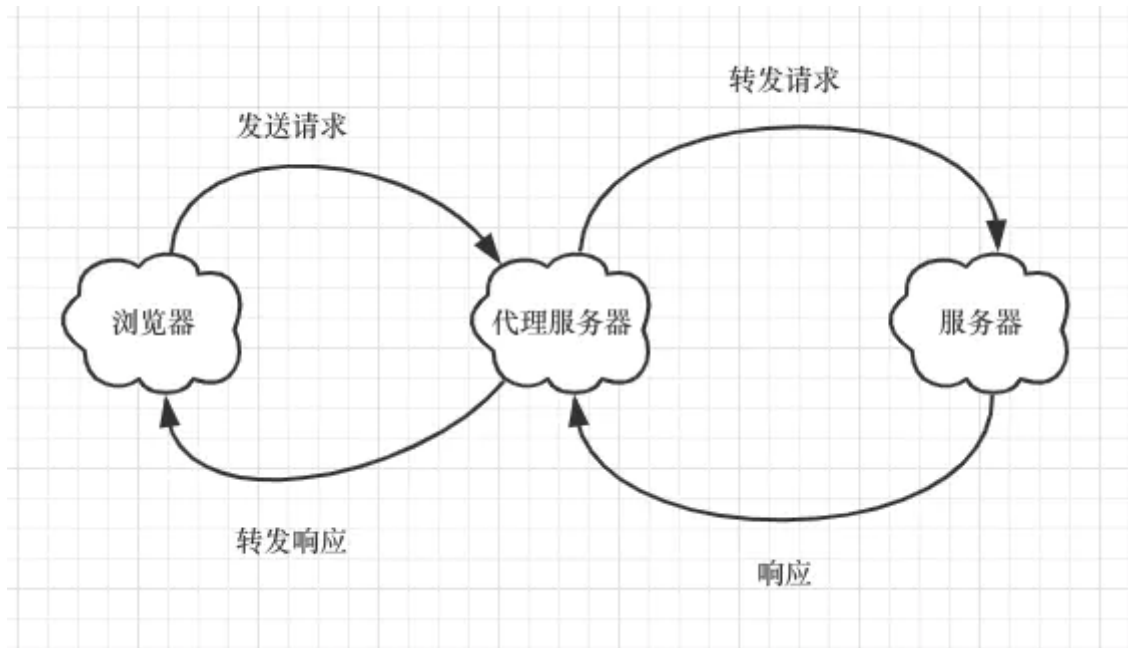 转发请求
发送请求
浏览器
代理服务器
服务器
转发响应
响应